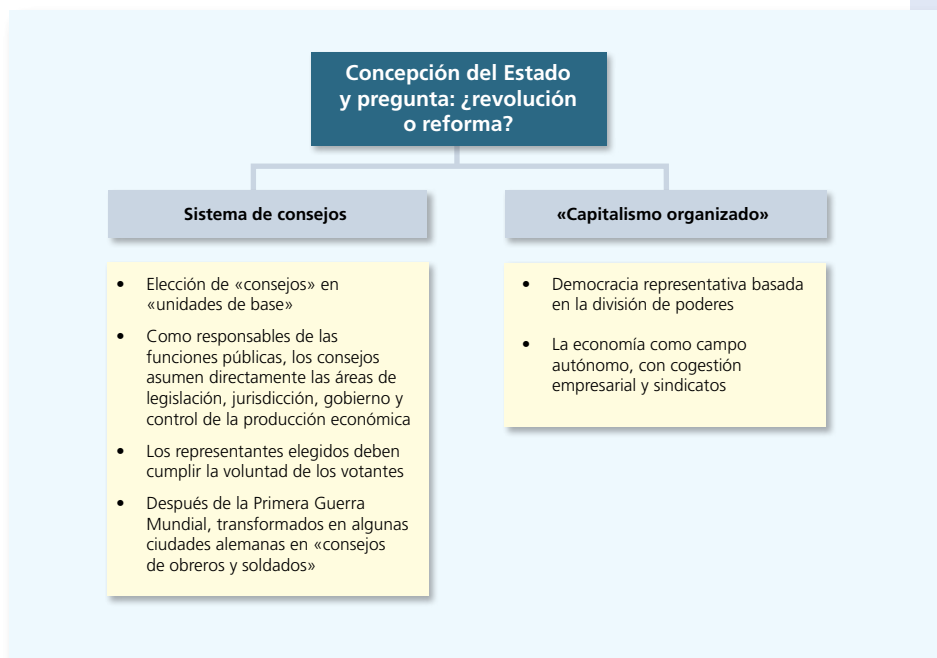 Concepción del Estado
y pregunta: ¿revolución
o reforma?
Sistema de consejos
• Elección de «consejos» en
«unidades de base»
• Como responsables de las
funciones públicas, los consejos
asumen directamente las áreas de
legislación, jurisdicción, gobierno y
control de la producción económica
• Los representantes elegidos deben
cumplir la voluntad de los votantes
• Después de la Primera Guerra
Mundial, transformados en algunas
ciudades alemanas en «consejos
de obreros y soldados»
«Capitalismo organizado»
• Democracia representativa basada
en la división de poderes
• La economía como campo
autónomo, con cogestión
empresarial y sindicatos